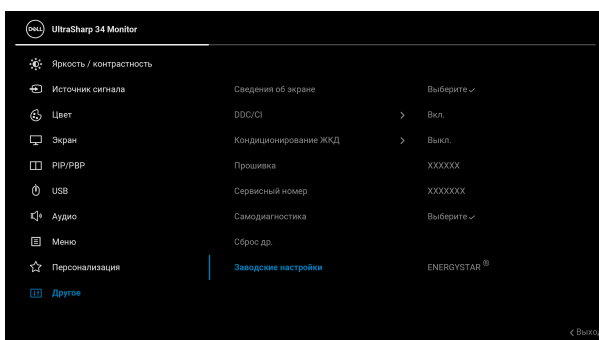 DELL UltraSharp 34 Monitor
Яркость / контрастность
Источник сигнала Сведения об экране Выберите
Цвет DDC/CI Вкл.
Экран Кондиционирование ЖКД Выкл.
PIP/PBP Прошивка XXXXXX
USB Сервисный номер XXXXXXX
Аудио Самодиагностика Выберите
Меню Сброс др.
Персонализация Заводские настройки ENERGYSTAR ®
Другое